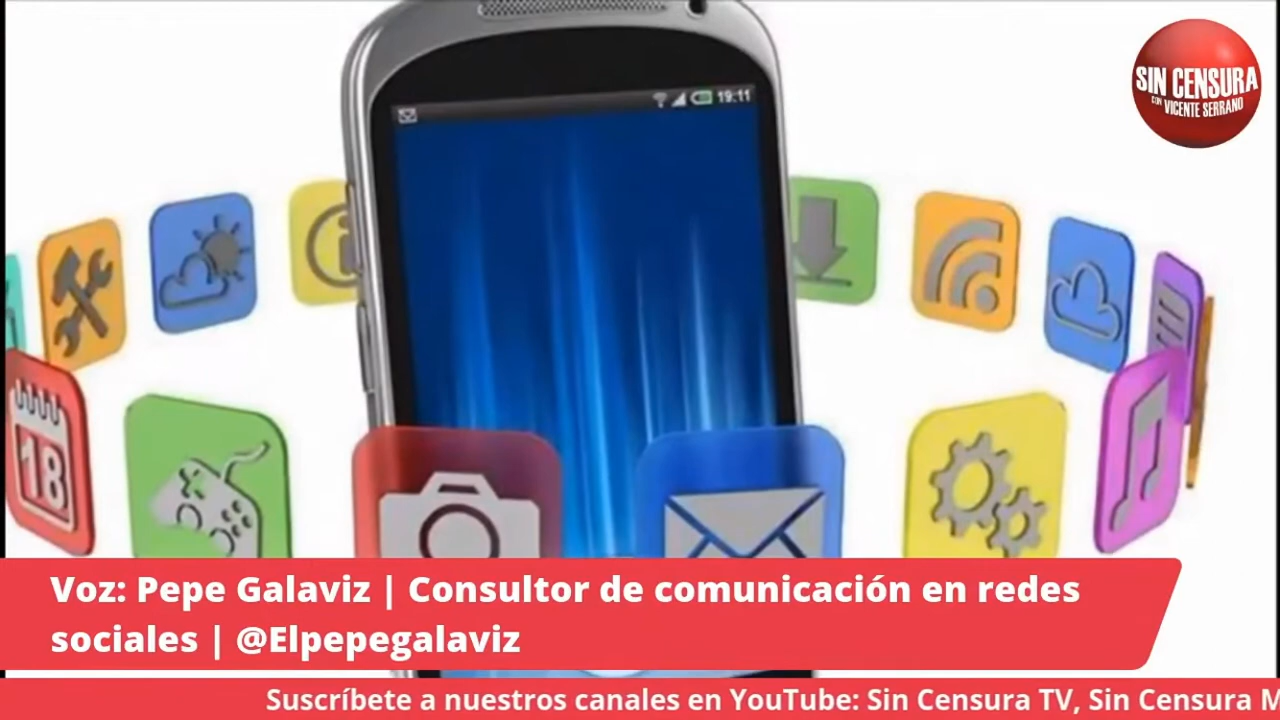 19:11
SIN CENSURA
CON
VICENTE SERRANO
18
Voz: Pepe Galaviz | Consultor de comunicación en redes
sociales | @Elpepegalaviz
Suscríbete a nuestros canales en YouTube: Sin Censura TV, Sin Censura M